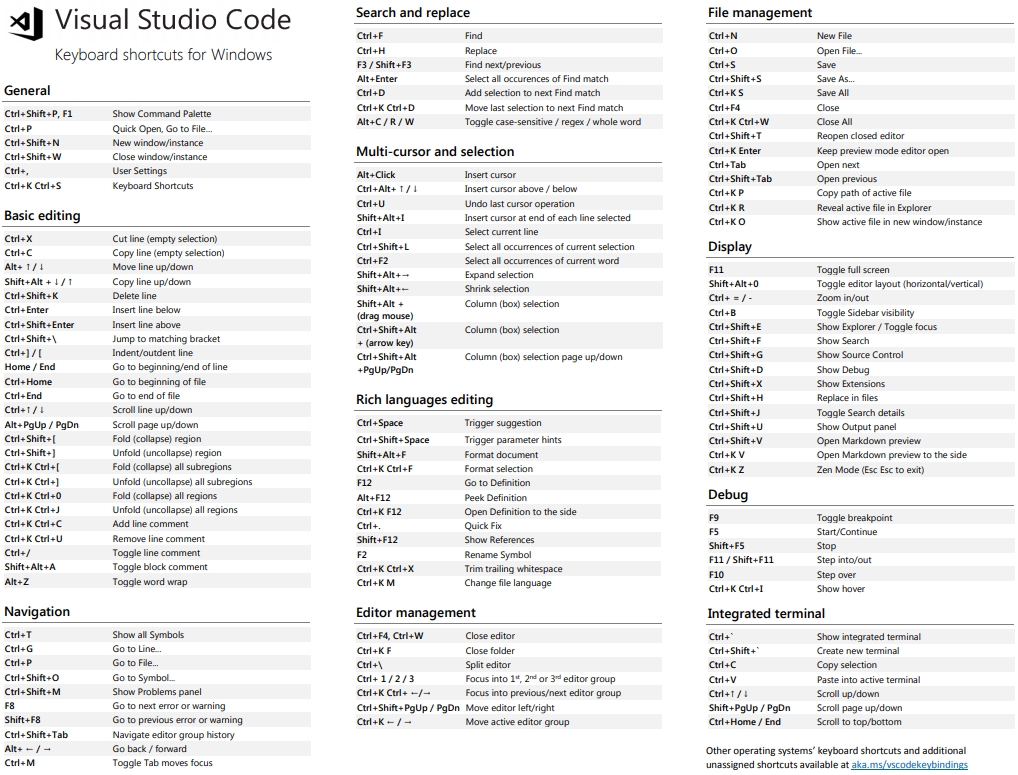 Visual Studio Code
Keyboard shortcuts for Windows
General
Ctrl+Shift+P, F1 Show Command Palette
Ctrl+P Quick Open, Go to File…
Ctrl+Shift+N New window/instance
Ctrl+Shift+W Close window/instance
Ctrl+, User Settings
Ctrl+K Ctrl+S Keyboard Shortcuts
Basic editing
Ctrl+X Cut line (empty selection)
Ctrl+C Copy line (empty selection)
Alt+ ↑ / ↓ Move line up/down
Shift+Alt + ↓ / ↑ Copy line up/down
Ctrl+Shift+K Delete line
Ctrl+Enter Insert line below
Ctrl+Shift+Enter Insert line above
Ctrl+Shift+\ Jump to matching bracket
Ctrl+] / [ Indent/outdent line
Home / End Go to beginning/end of line
Ctrl+Home Go to beginning of file
Ctrl+End Go to end of file
Ctrl+↑ / ↓ Scroll line up/down
Alt+PgUp / PgDn Scroll page up/down
Ctrl+Shift+[ Fold (collapse) region
Ctrl+Shift+] Unfold (uncollapse) region
Ctrl+K Ctrl+[ Fold (collapse) all subregions
Ctrl+K Ctrl+] Unfold (uncollapse) all subregions
Ctrl+K Ctrl+0 Fold (collapse) all regions
Ctrl+K Ctrl+J Unfold (uncollapse) all regions
Ctrl+K Ctrl+C Add line comment
Ctrl+K Ctrl+U Remove line comment
Ctrl+/ Toggle line comment
Shift+Alt+A Toggle block comment
Alt+Z Toggle word wrap
Navigation
Ctrl+T Show all Symbols
Ctrl+G Go to Line...
Ctrl+P Go to File...
Ctrl+Shift+O Go to Symbol...
Ctrl+Shift+M Show Problems panel
F8 Go to next error or warning
Shift+F8 Go to previous error or warning
Ctrl+Shift+Tab Navigate editor group history
Alt+ ← / → Go back / forward
Ctrl+M Toggle Tab moves focus
Search and replace
Ctrl+F Find
Ctrl+H Replace
F3 / Shift+F3 Find next/previous
Alt+Enter Select all occurences of Find match
Ctrl+D Add selection to next Find match
Ctrl+K Ctrl+D Move last selection to next Find match
Alt+C / R / W Toggle case-sensitive / regex / whole word
Multi-cursor and selection
Alt+Click Insert cursor
Ctrl+Alt+ ↑ / ↓ Insert cursor above / below
Ctrl+U Undo last cursor operation
Shift+Alt+I Insert cursor at end of each line selected
Ctrl+I Select current line
Ctrl+Shift+L Select all occurrences of current selection
Ctrl+F2 Select all occurrences of current word
Shift+Alt+→ Expand selection
Shift+Alt+← Shrink selection
Shift+Alt + Column (box) selection
(drag mouse)
Ctrl+Shift+Alt Column (box) selection
+ (arrow key)
Ctrl+Shift+Alt Column (box) selection page up/down
+PgUp/PgDn
Rich languages editing
Ctrl+Space Trigger suggestion
Ctrl+Shift+Space Trigger parameter hints
Shift+Alt+F Format document
Ctrl+K Ctrl+F Format selection
F12 Go to Definition
Alt+F12 Peek Definition
Ctrl+K F12 Open Definition to the side
Ctrl+. Quick Fix
Shift+F12 Show References
F2 Rename Symbol
Ctrl+K Ctrl+X Trim trailing whitespace
Ctrl+K M Change file language
Editor management
Ctrl+F4, Ctrl+W Close editor
Ctrl+K F Close folder
Ctrl+\ Split editor
Ctrl+ 1 / 2 / 3 Focus into 1st, 2nd or 3rd editor group
Ctrl+K Ctrl+ ←/→ Focus into previous/next editor group
Ctrl+Shift+PgUp / PgDn Move editor left/right
Ctrl+K ← / → Move active editor group
File management
Ctrl+N New File
Ctrl+O Open File...
Ctrl+S Save
Ctrl+Shift+S Save As...
Ctrl+K S Save All
Ctrl+F4 Close
Ctrl+K Ctrl+W Close All
Ctrl+Shift+T Reopen closed editor
Ctrl+K Enter Keep preview mode editor open
Ctrl+Tab Open next
Ctrl+Shift+Tab Open previous
Ctrl+K P Copy path of active file
Ctrl+K R Reveal active file in Explorer
Ctrl+K O Show active file in new window/instance
Display
F11 Toggle full screen
Shift+Alt+0 Toggle editor layout (horizontal/vertical)
Ctrl+ = / - Zoom in/out
Ctrl+B Toggle Sidebar visibility
Ctrl+Shift+E Show Explorer / Toggle focus
Ctrl+Shift+F Show Search
Ctrl+Shift+G Show Source Control
Ctrl+Shift+D Show Debug
Ctrl+Shift+X Show Extensions
Ctrl+Shift+H Replace in files
Ctrl+Shift+J Toggle Search details
Ctrl+Shift+U Show Output panel
Ctrl+Shift+V Open Markdown preview
Ctrl+K V Open Markdown preview to the side
Ctrl+K Z Zen Mode (Esc Esc to exit)
Debug
F9 Toggle breakpoint
F5 Start/Continue
Shift+F5 Stop
F11 / Shift+F11 Step into/out
F10 Step over
Ctrl+K Ctrl+I Show hover
Integrated terminal
Ctrl+` Show integrated terminal
Ctrl+Shift+` Create new terminal
Ctrl+C Copy selection
Ctrl+V Paste into active terminal
Ctrl+↑ / ↓ Scroll up/down
Shift+PgUp / PgDn Scroll page up/down
Ctrl+Home / End Scroll to top/bottom
Other operating systems’ keyboard shortcuts and additional
unassigned shortcuts available at aka.ms/vscodekeybindings